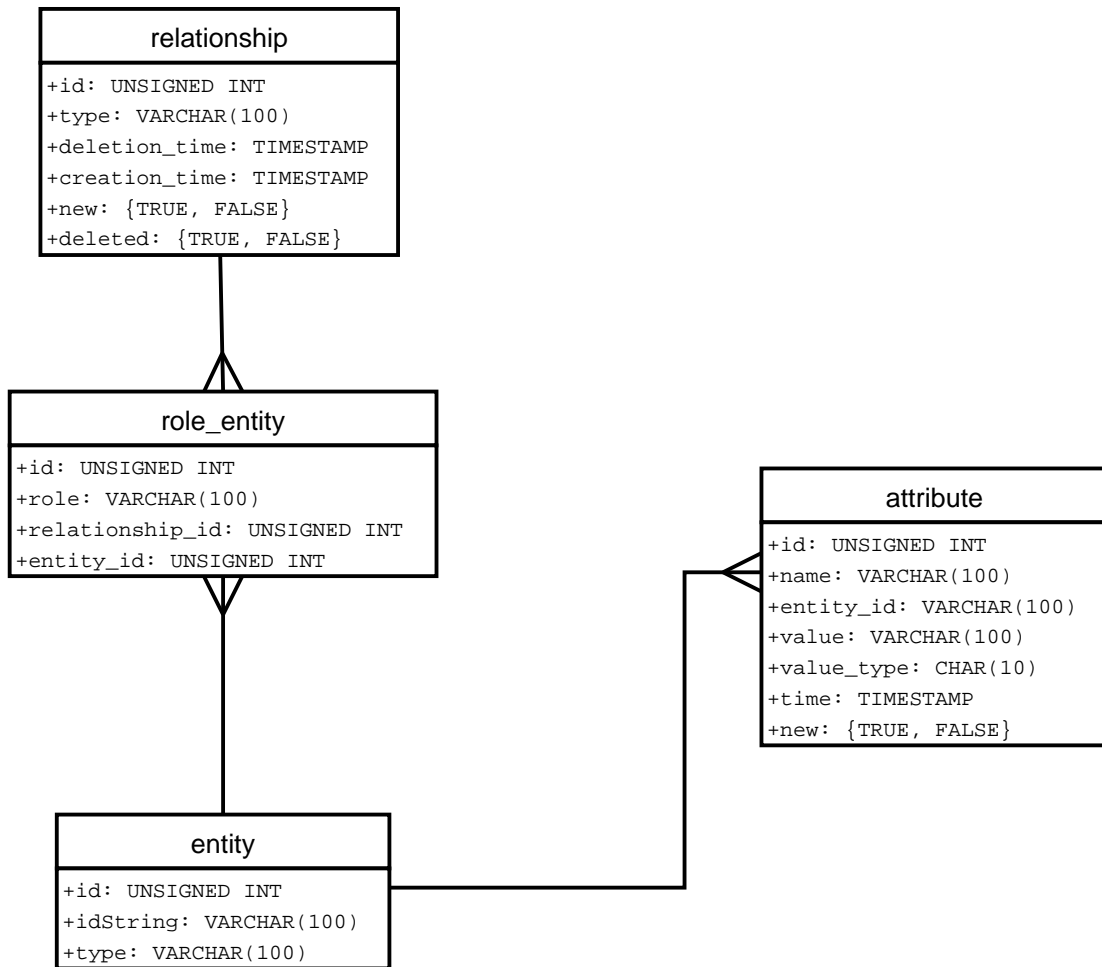 relationship
+id: UNSIGNED INT
+type: VARCHAR(100)
+deletion_time: TIMESTAMP
+creation_time: TIMESTAMP
+new: {TRUE, FALSE}
+deleted: {TRUE, FALSE}
role_entity
+id: UNSIGNED INT
+role: VARCHAR(100)
+relationship_id: UNSIGNED INT
+entity_id: UNSIGNED INT
attribute
+id: UNSIGNED INT
+name: VARCHAR(100)
+entity_id: VARCHAR(100)
+value: VARCHAR(100)
+value_type: CHAR(10)
+time: TIMESTAMP
+new: {TRUE, FALSE}
entity
+id: UNSIGNED INT
+idString: VARCHAR(100)
+type: VARCHAR(100)